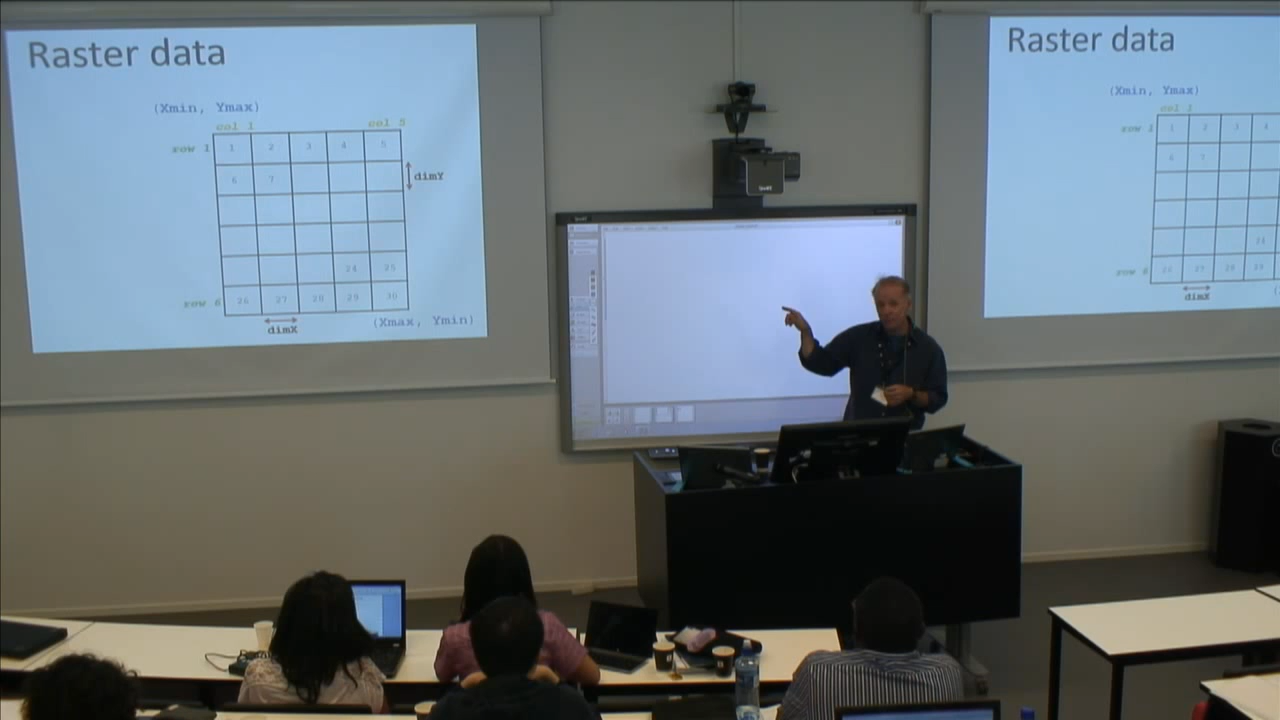 Raster data
(Xmin, Ymax)
col 1 col 5
row 1 1 2 3 4 5
6 7
dimY
24 25
row 6 26 27 28 29 30
dimX
(Xmax, Ymin)
Raster data
(Xmin, Ymax)
col 1
row 1 1 2 3 4
6 7
24
row 6 26 27 28 29
dimX